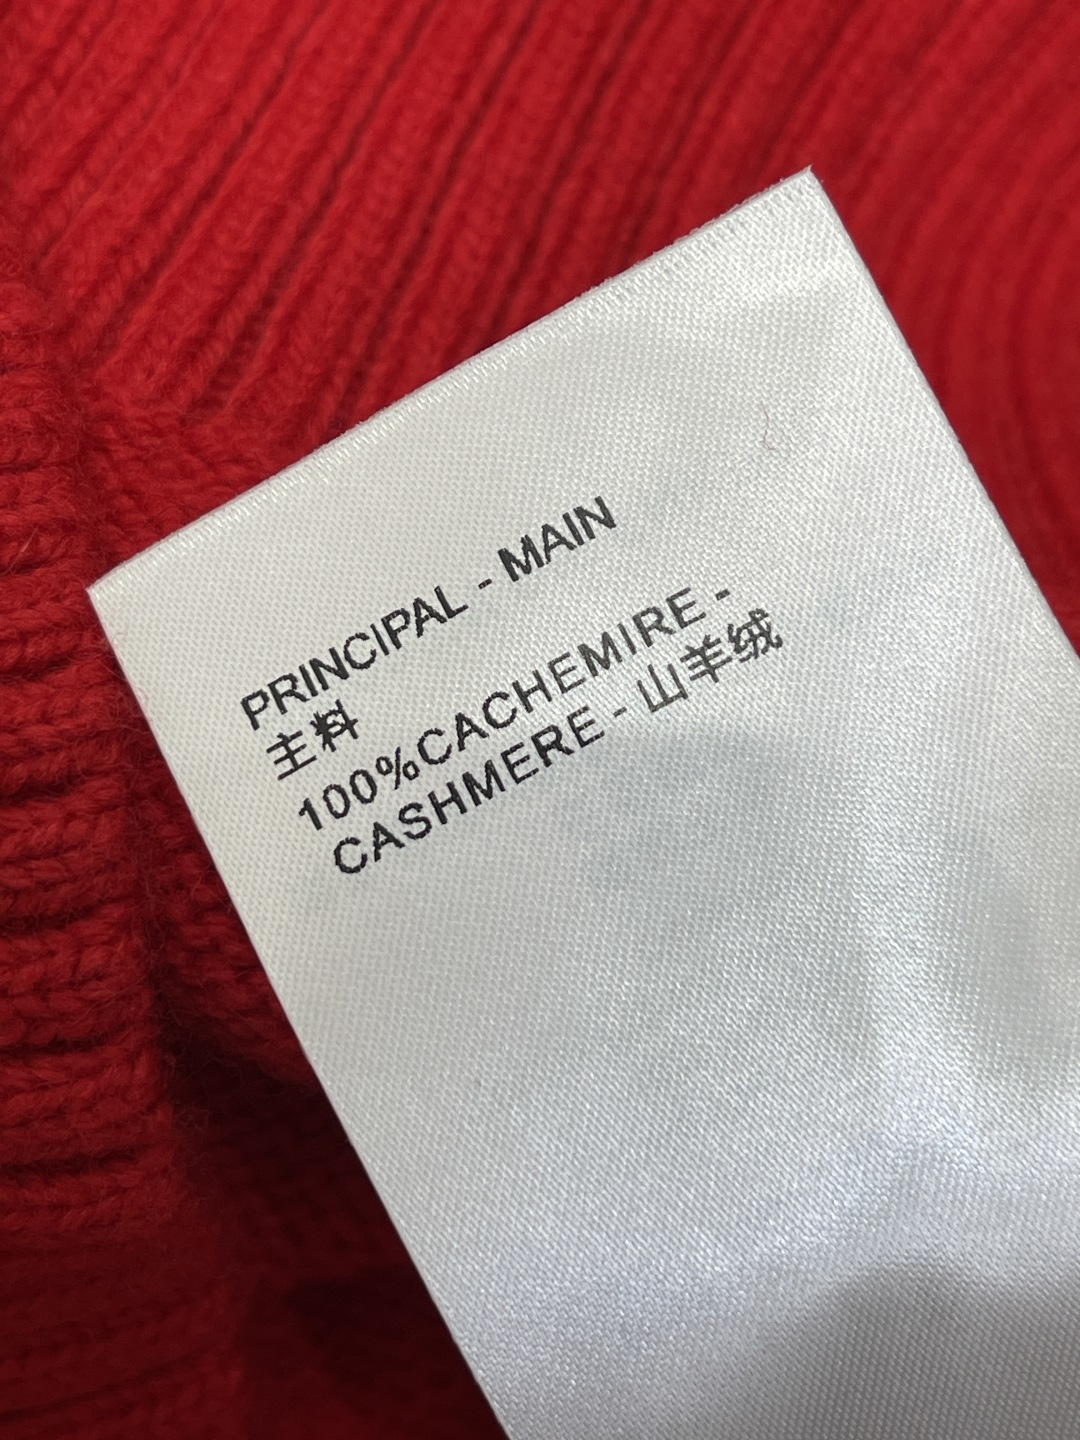 PRINCIPAL - MAIN
主料
100%CACHEMIRE -
CASHMERE - 山羊绒